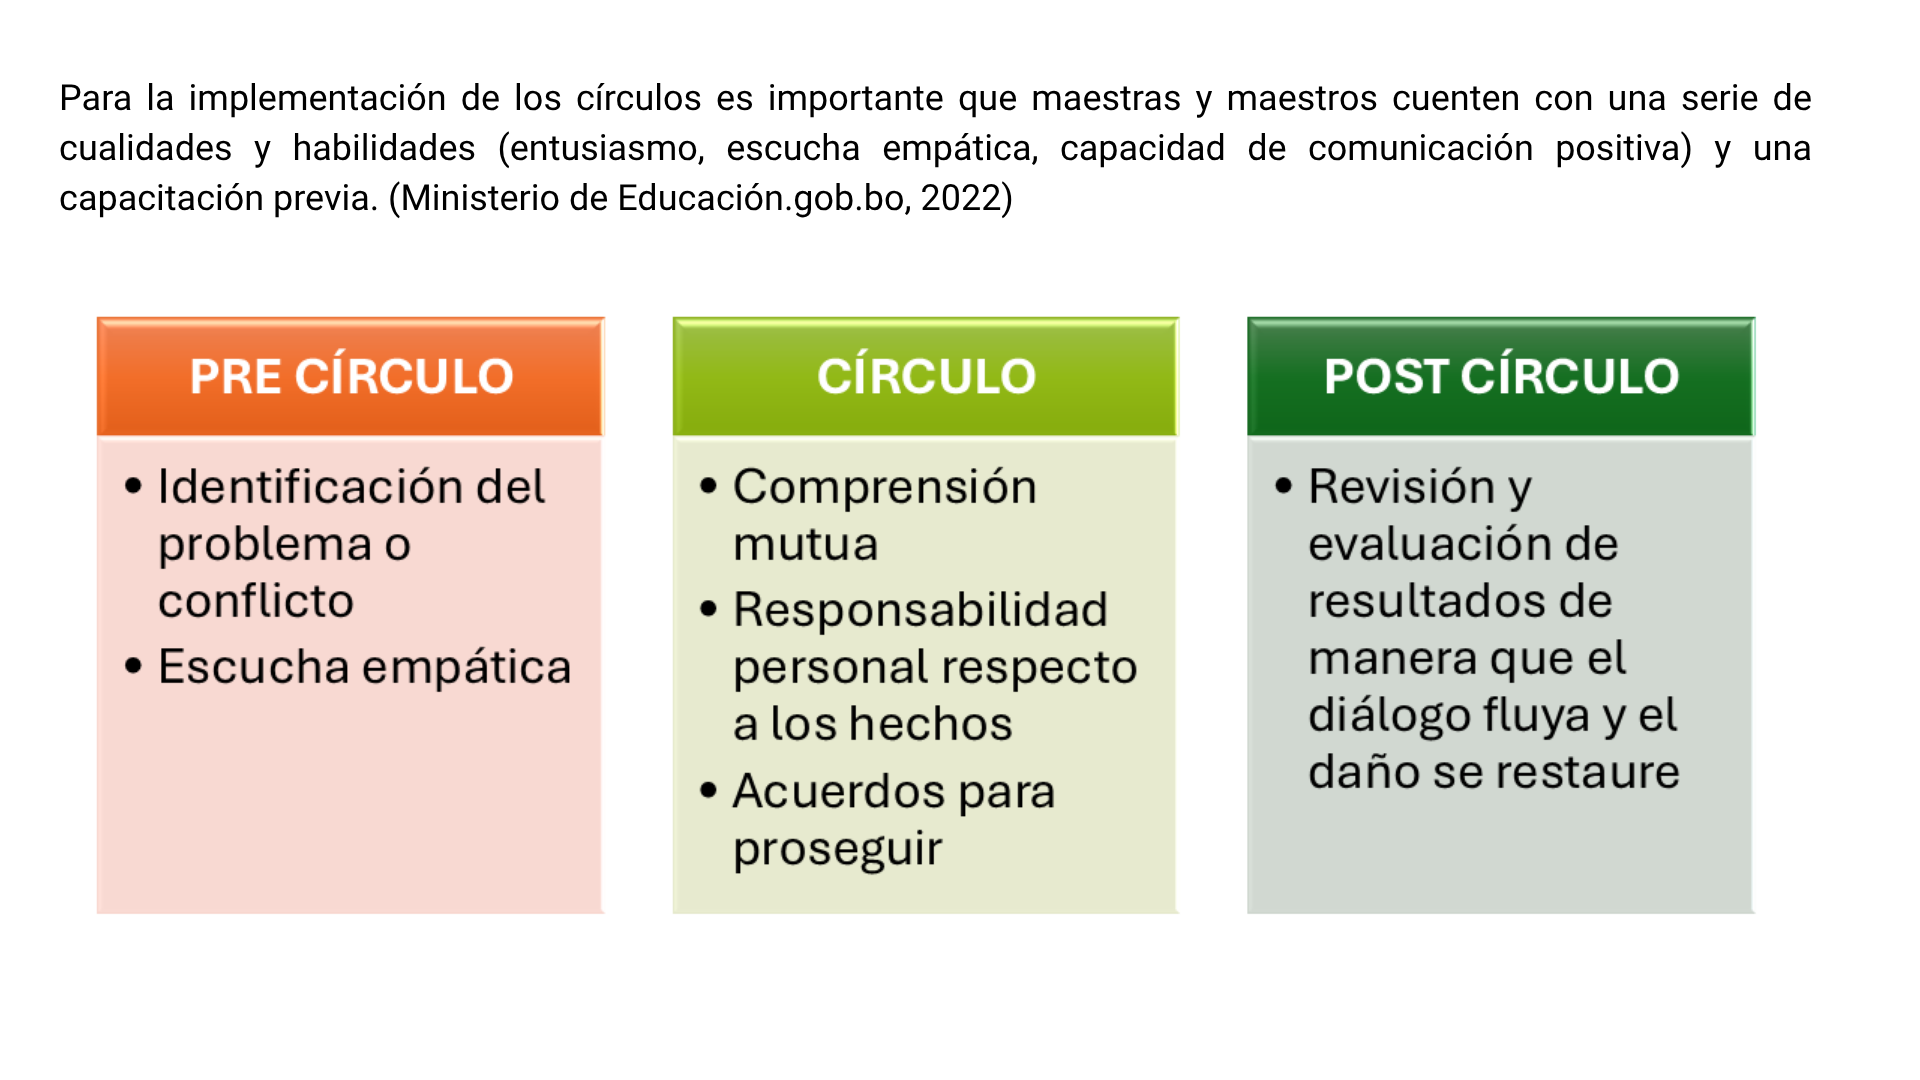 Para la implementación de los círculos es importante que maestras y maestros cuenten con una serie de
cualidades y habilidades (entusiasmo, escucha empática, capacidad de comunicación positiva) y una
capacitación previa. (Ministerio de Educación.gob.bo, 2022)
PRE CÍRCULO
• Identificación del
problema o
conflicto
• Escucha empática
CÍRCULO
• Comprensión
mutua
• Responsabilidad
personal respecto
a los hechos
• Acuerdos para
proseguir
POST CÍRCULO
• Revisión y
evaluación de
resultados de
manera que el
diálogo fluya y el
daño se restaure